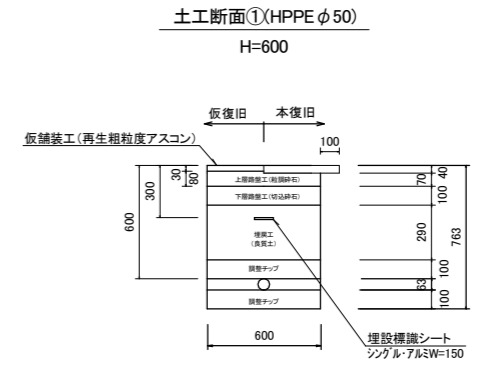 土工断面①(HPPEφ50)
H=600
仮復旧
本復旧
仮舗装工(再生粗粒度アスコン)
100
上層路盤工(粒調砕石)
下層路盤工(切込砕石)
埋戻工
(良質土)
調整チップ
調整チップ
30
80
300
600
40
70
100
290
100
63
100
763
600
埋設標識シート
シングル・アルミW=150